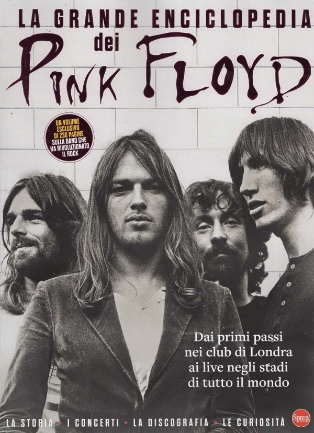 LA GRANDE ENCICLOPEDIA
dei
PINK FLOYD
UN VOLUME
ESCLUSIVO
DI 250 PAGINE
SULLA BAND CHE
HA RIVOLUZIONATO
IL ROCK
Dai primi passi
nei club di Londra
ai live negli stadi
di tutto il mondo
Sprea
LA STORIA · I CONCERTI · LA DISCOGRAFIA · LE CURIOSITÀ